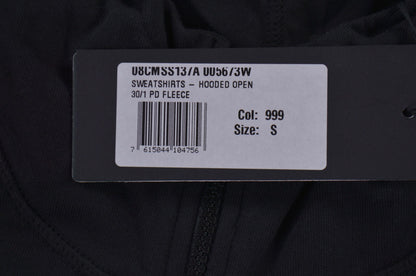 08CMSS137A 005673W
SWEATSHIRTS – HOODED OPEN
30/1 PD FLEECE
Col: 999
Size: S
7 615044 104756